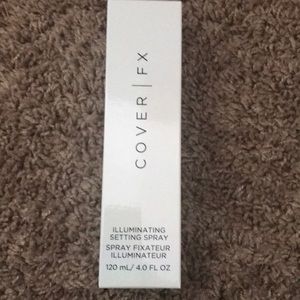 COVER | FX
ILLUMINATING
SETTING SPRAY
SPRAY FIXATEUR
ILLUMINATEUR
120 mL/ 4.0 FL OZ